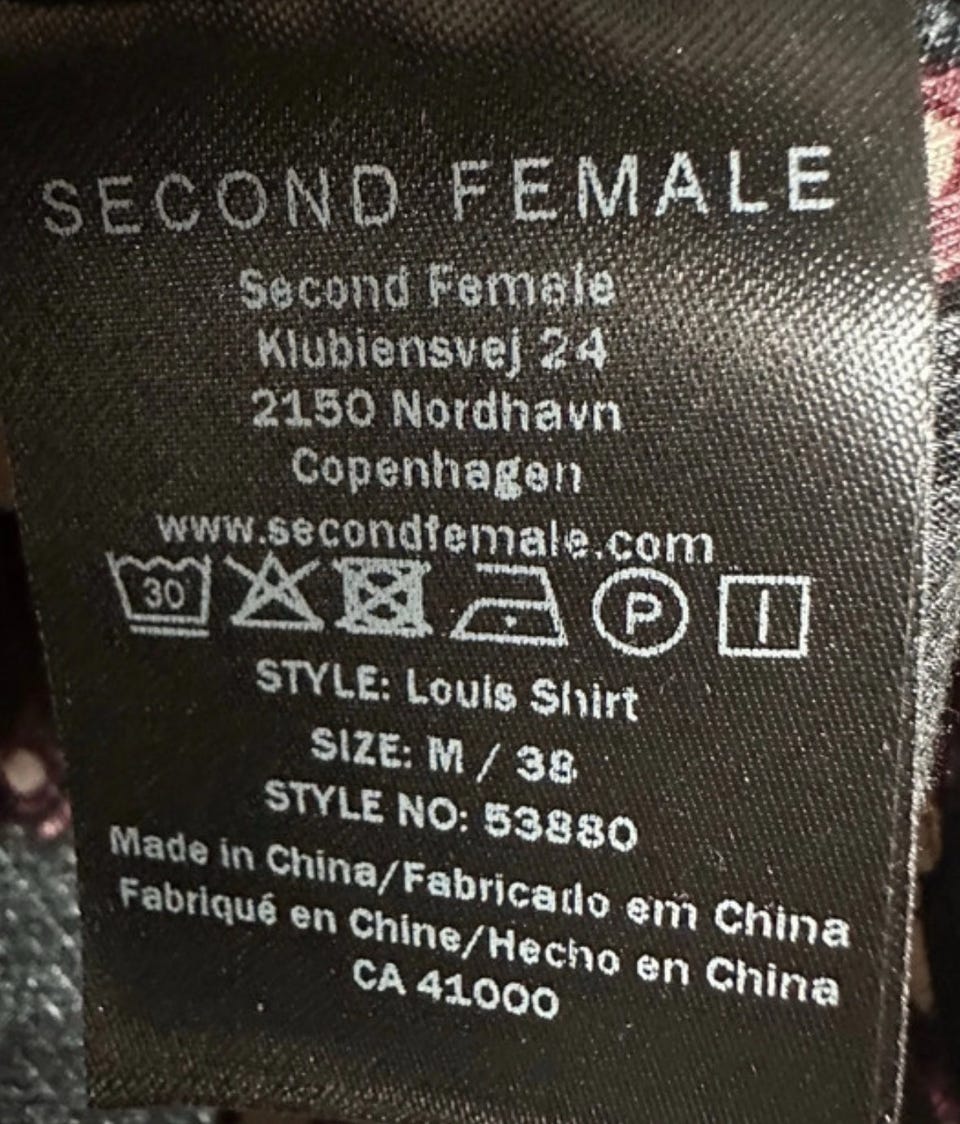 SECOND FEMALE
Second Female
Klubiensvej 24
2150 Nordhavn
Copenhagen
www.secondfemale.com
30 P
STYLE: Louis Shirt
SIZE: M / 38
STYLE NO: 53880
Made in China/Fabricado em China
Fabriqué en Chine/Hecho en China
CA 41000